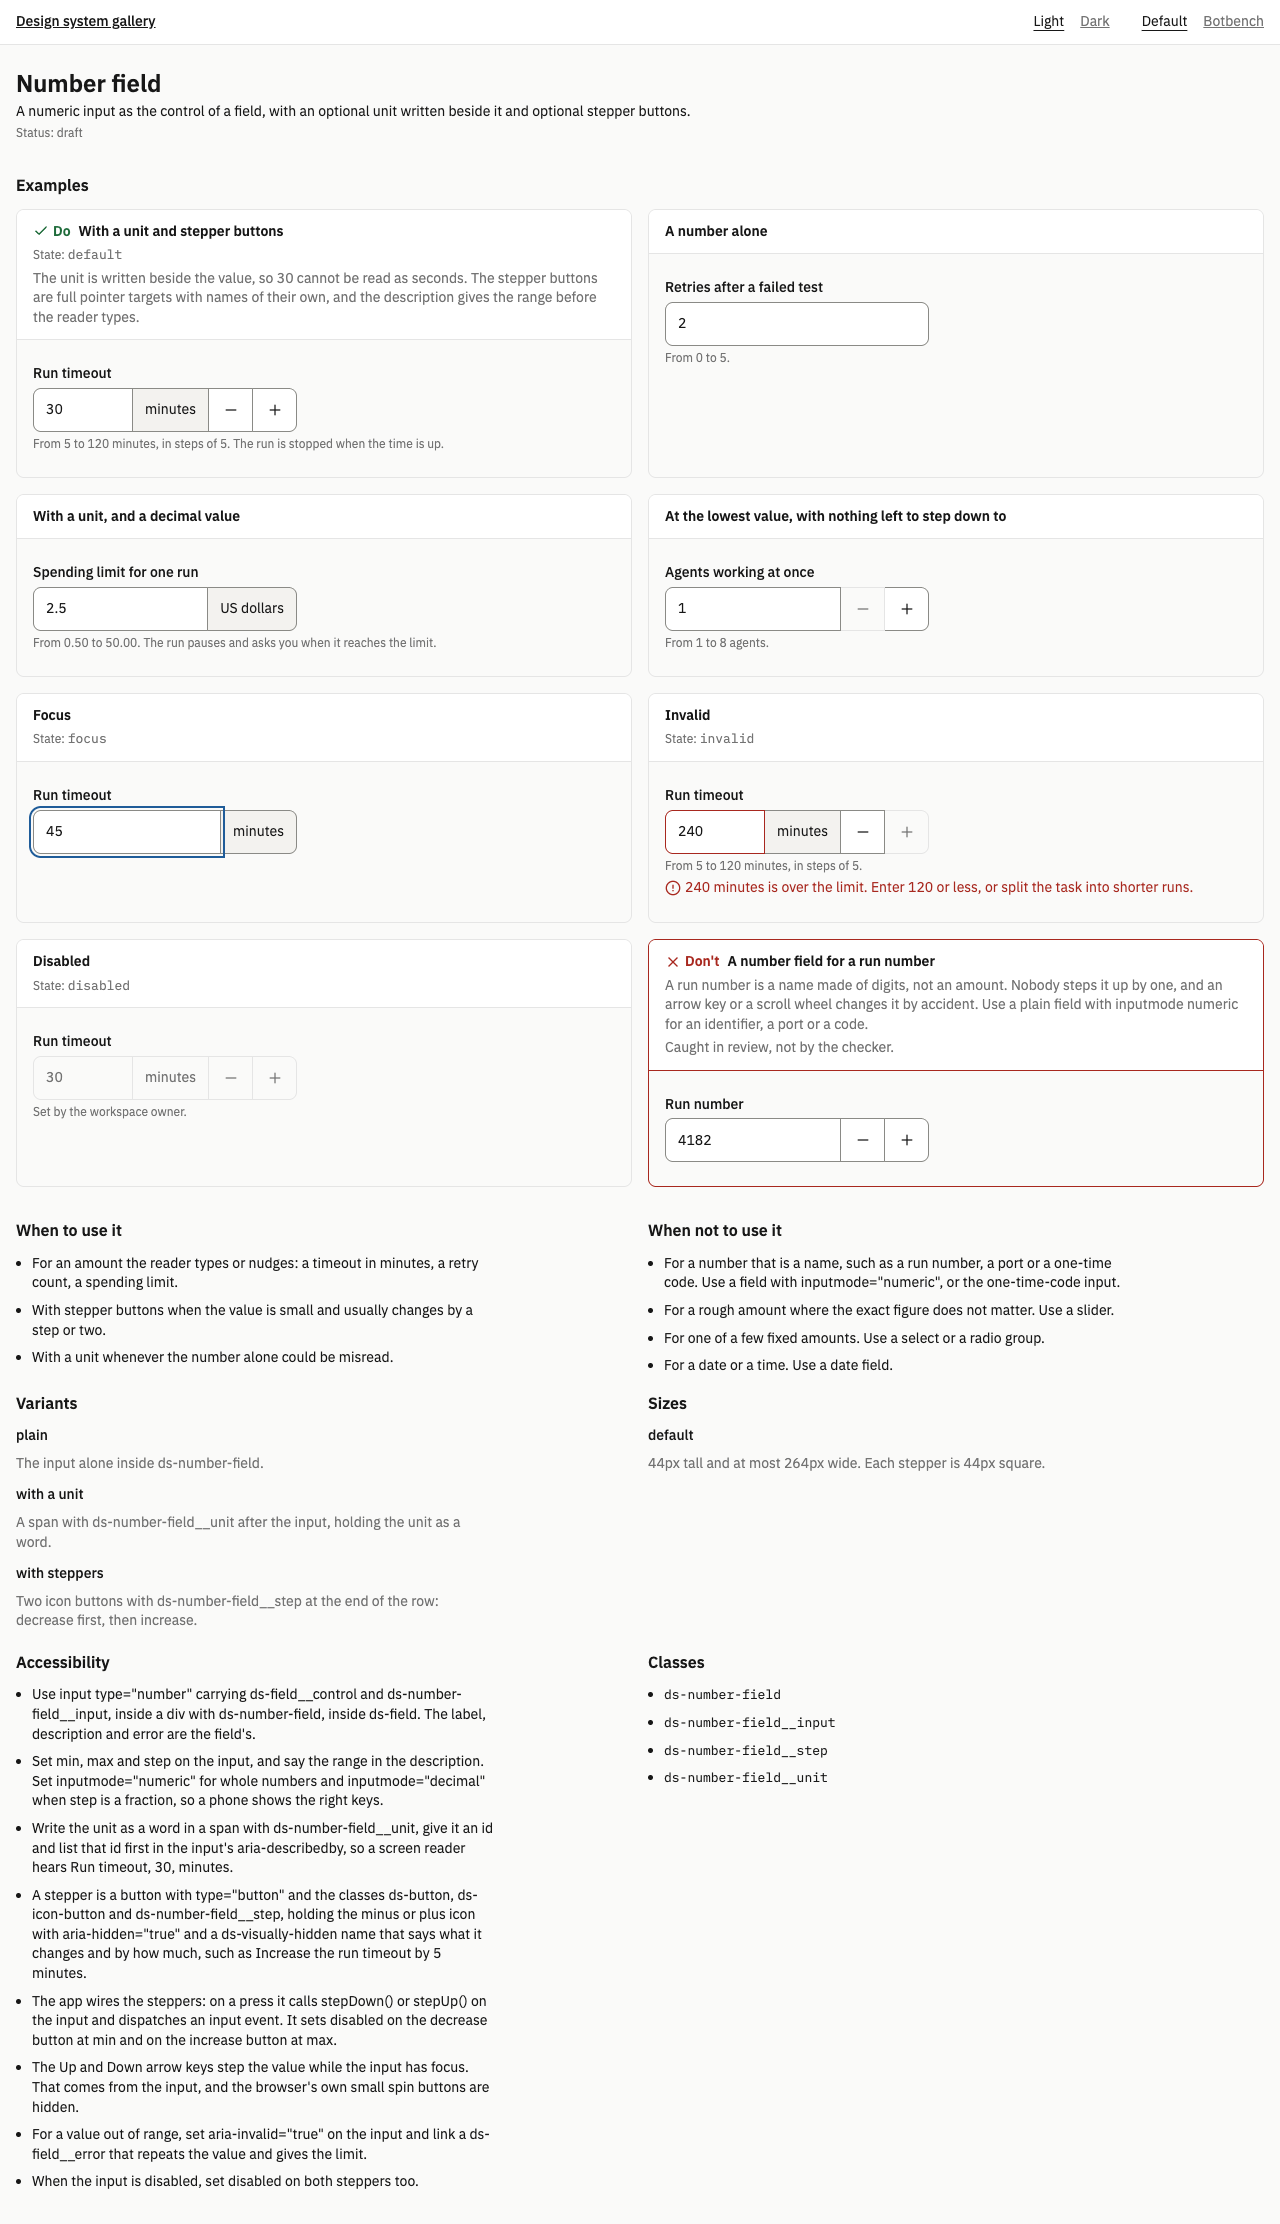 Design system gallery
Light Dark Default Botbench
Number field
A numeric input as the control of a field, with an optional unit written beside it and optional stepper buttons.
Status: draft
Examples
Do With a unit and stepper buttons
State: default
The unit is written beside the value, so 30 cannot be read as seconds. The stepper buttons
are full pointer targets with names of their own, and the description gives the range before
the reader types.
Run timeout
30 minutes − +
From 5 to 120 minutes, in steps of 5. The run is stopped when the time is up.
A number alone
Retries after a failed test
2
From 0 to 5.
With a unit, and a decimal value
Spending limit for one run
2.5 US dollars
From 0.50 to 50.00. The run pauses and asks you when it reaches the limit.
At the lowest value, with nothing left to step down to
Agents working at once
1 − +
From 1 to 8 agents.
Focus
State: focus
Run timeout
45 minutes
Invalid
State: invalid
Run timeout
240 minutes − +
From 5 to 120 minutes, in steps of 5.
240 minutes is over the limit. Enter 120 or less, or split the task into shorter runs.
Disabled
State: disabled
Run timeout
30 minutes − +
Set by the workspace owner.
Don't A number field for a run number
A run number is a name made of digits, not an amount. Nobody steps it up by one, and an
arrow key or a scroll wheel changes it by accident. Use a plain field with inputmode numeric
for an identifier, a port or a code.
Caught in review, not by the checker.
Run number
4182 − +
When to use it
• For an amount the reader types or nudges: a timeout in minutes, a retry
count, a spending limit.
• With stepper buttons when the value is small and usually changes by a
step or two.
• With a unit whenever the number alone could be misread.
When not to use it
• For a number that is a name, such as a run number, a port or a one-time
code. Use a field with inputmode="numeric", or the one-time-code input.
• For a rough amount where the exact figure does not matter. Use a slider.
• For one of a few fixed amounts. Use a select or a radio group.
• For a date or a time. Use a date field.
Variants
plain
The input alone inside ds-number-field.
with a unit
A span with ds-number-field__unit after the input, holding the unit as a
word.
with steppers
Two icon buttons with ds-number-field__step at the end of the row:
decrease first, then increase.
Sizes
default
44px tall and at most 264px wide. Each stepper is 44px square.
Accessibility
• Use input type="number" carrying ds-field__control and ds-number-
field__input, inside a div with ds-number-field, inside ds-field. The label,
description and error are the field's.
• Set min, max and step on the input, and say the range in the description.
Set inputmode="numeric" for whole numbers and inputmode="decimal"
when step is a fraction, so a phone shows the right keys.
• Write the unit as a word in a span with ds-number-field__unit, give it an id
and list that id first in the input's aria-describedby, so a screen reader
hears Run timeout, 30, minutes.
• A stepper is a button with type="button" and the classes ds-button, ds-
icon-button and ds-number-field__step, holding the minus or plus icon
with aria-hidden="true" and a ds-visually-hidden name that says what it
changes and by how much, such as Increase the run timeout by 5
minutes.
• The app wires the steppers: on a press it calls stepDown() or stepUp() on
the input and dispatches an input event. It sets disabled on the decrease
button at min and on the increase button at max.
• The Up and Down arrow keys step the value while the input has focus.
That comes from the input, and the browser's own small spin buttons are
hidden.
• For a value out of range, set aria-invalid="true" on the input and link a ds-
field__error that repeats the value and gives the limit.
• When the input is disabled, set disabled on both steppers too.
Classes
• ds-number-field
• ds-number-field__input
• ds-number-field__step
• ds-number-field__unit